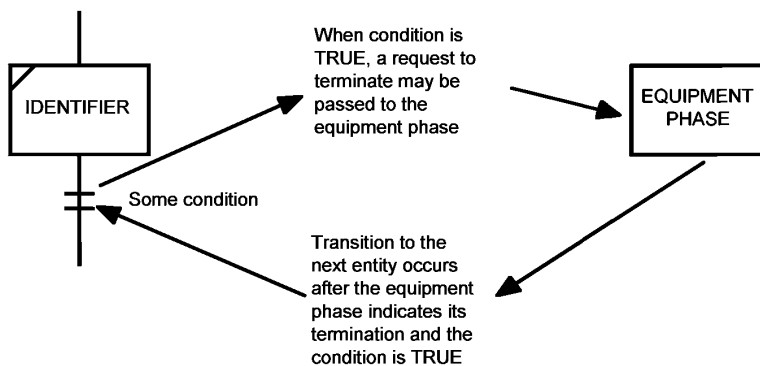 When condition is
TRUE, a request to
terminate may be
passed to the
equipment phase
IDENTIFIER
EQUIPMENT
PHASE
Some condition
Transition to the
next entity occurs
after the equipment
phase indicates its
termination and the
condition is TRUE